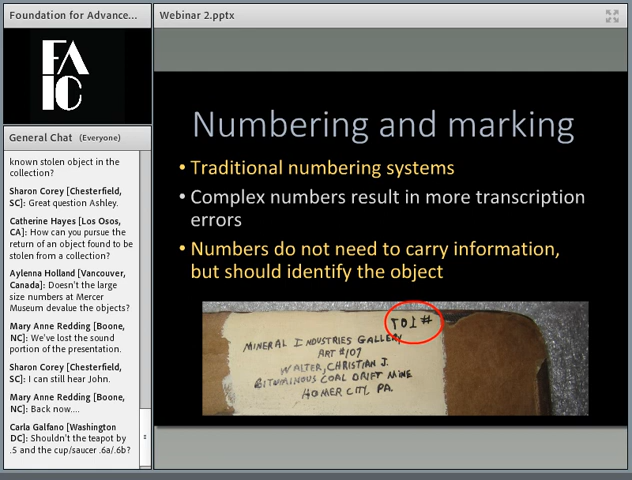 Foundation for Advance...
FA
IC
General Chat (Everyone)
known stolen object in the
collection?
Sharon Corey [Chesterfield,
SC]: Great question Ashley.
Catherine Hayes [Los Osos,
CA]: How can you pursue the
return of an object found to be
stolen from a collection?
Aylenna Holland [Vancouver,
Canada]: Doesn't the large
size numbers at Mercer
Museum devalue the objects?
Mary Anne Redding [Boone,
NC]: We've lost the sound
portion of the presentation.
Sharon Corey [Chesterfield,
SC]: I can still hear John.
Mary Anne Redding [Boone,
NC]: Back now....
Carla Galfano [Washington
DC]: Shouldn't the teapot by
.5 and the cup/saucer .6a/.6b?
Webinar 2.pptx
Numbering and marking
• Traditional numbering systems
• Complex numbers result in more transcription
errors
• Numbers do not need to carry information,
but should identify the object
#107
MINERAL INDUSTRIES GALLERY
ART #107
WALTER, CHRISTIAN J.
BITUMINOUS COAL DRIFT MINE
HOMER CITY, PA.